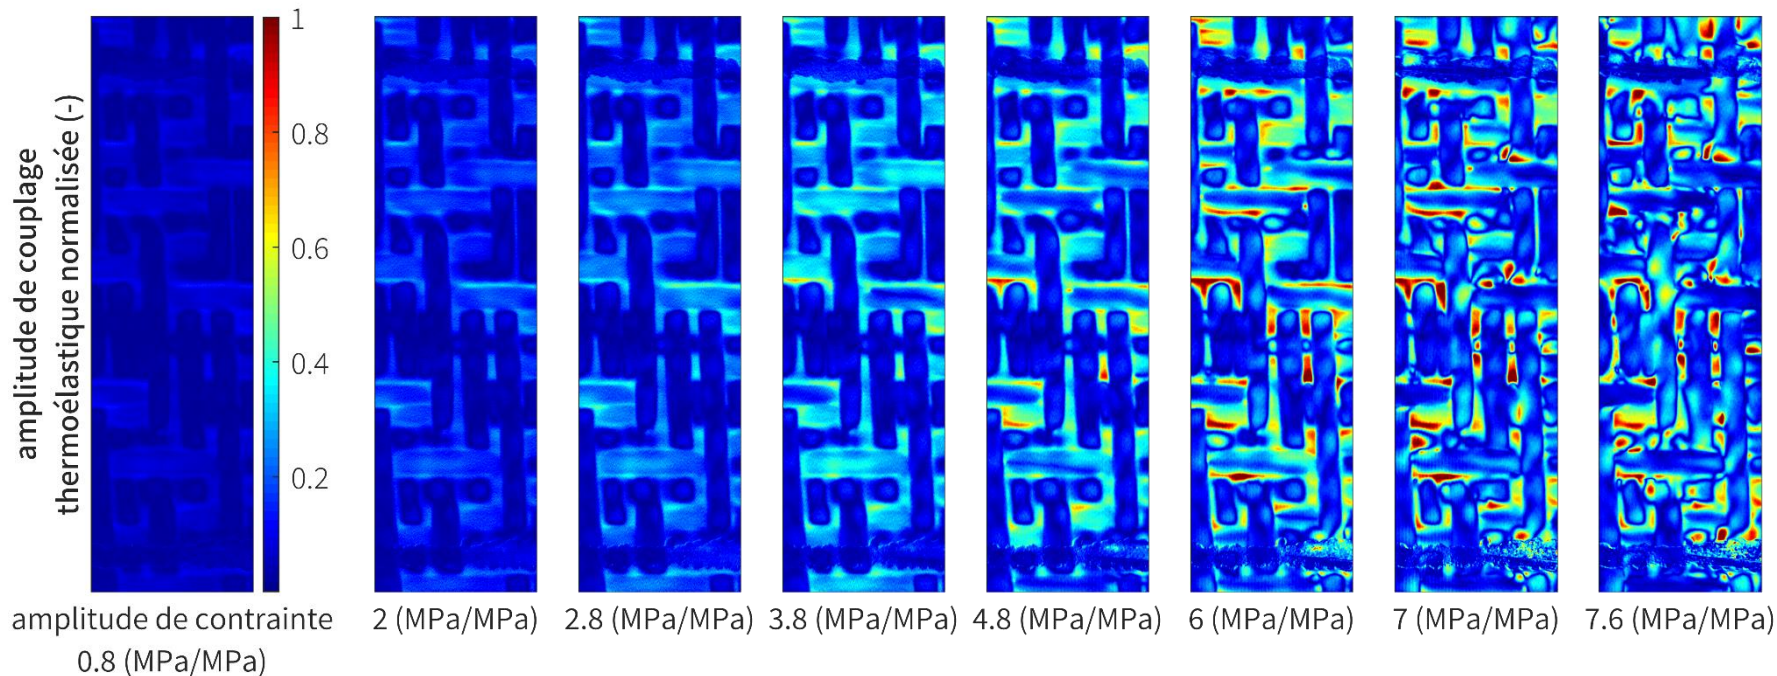 amplitude de couplage
thermoélastique normalisée (-)
1
0.8
0.6
0.4
0.2
amplitude de contrainte
0.8 (MPa/MPa)
2 (MPa/MPa)
2.8 (MPa/MPa)
3.8 (MPa/MPa)
4.8 (MPa/MPa)
6 (MPa/MPa)
7 (MPa/MPa)
7.6 (MPa/MPa)